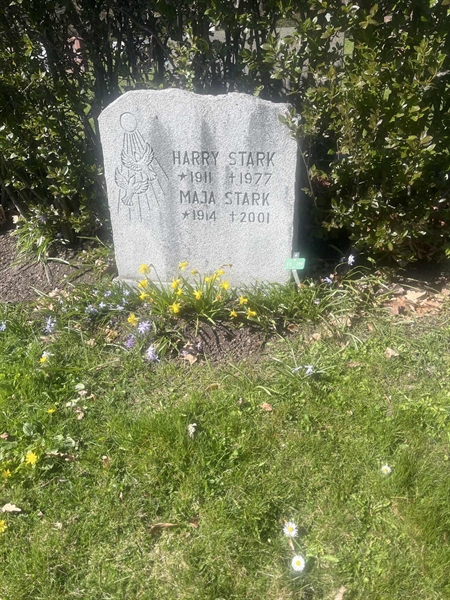 HARRY STARK
*1911 †1977
MAJA STARK
*1914 †2001